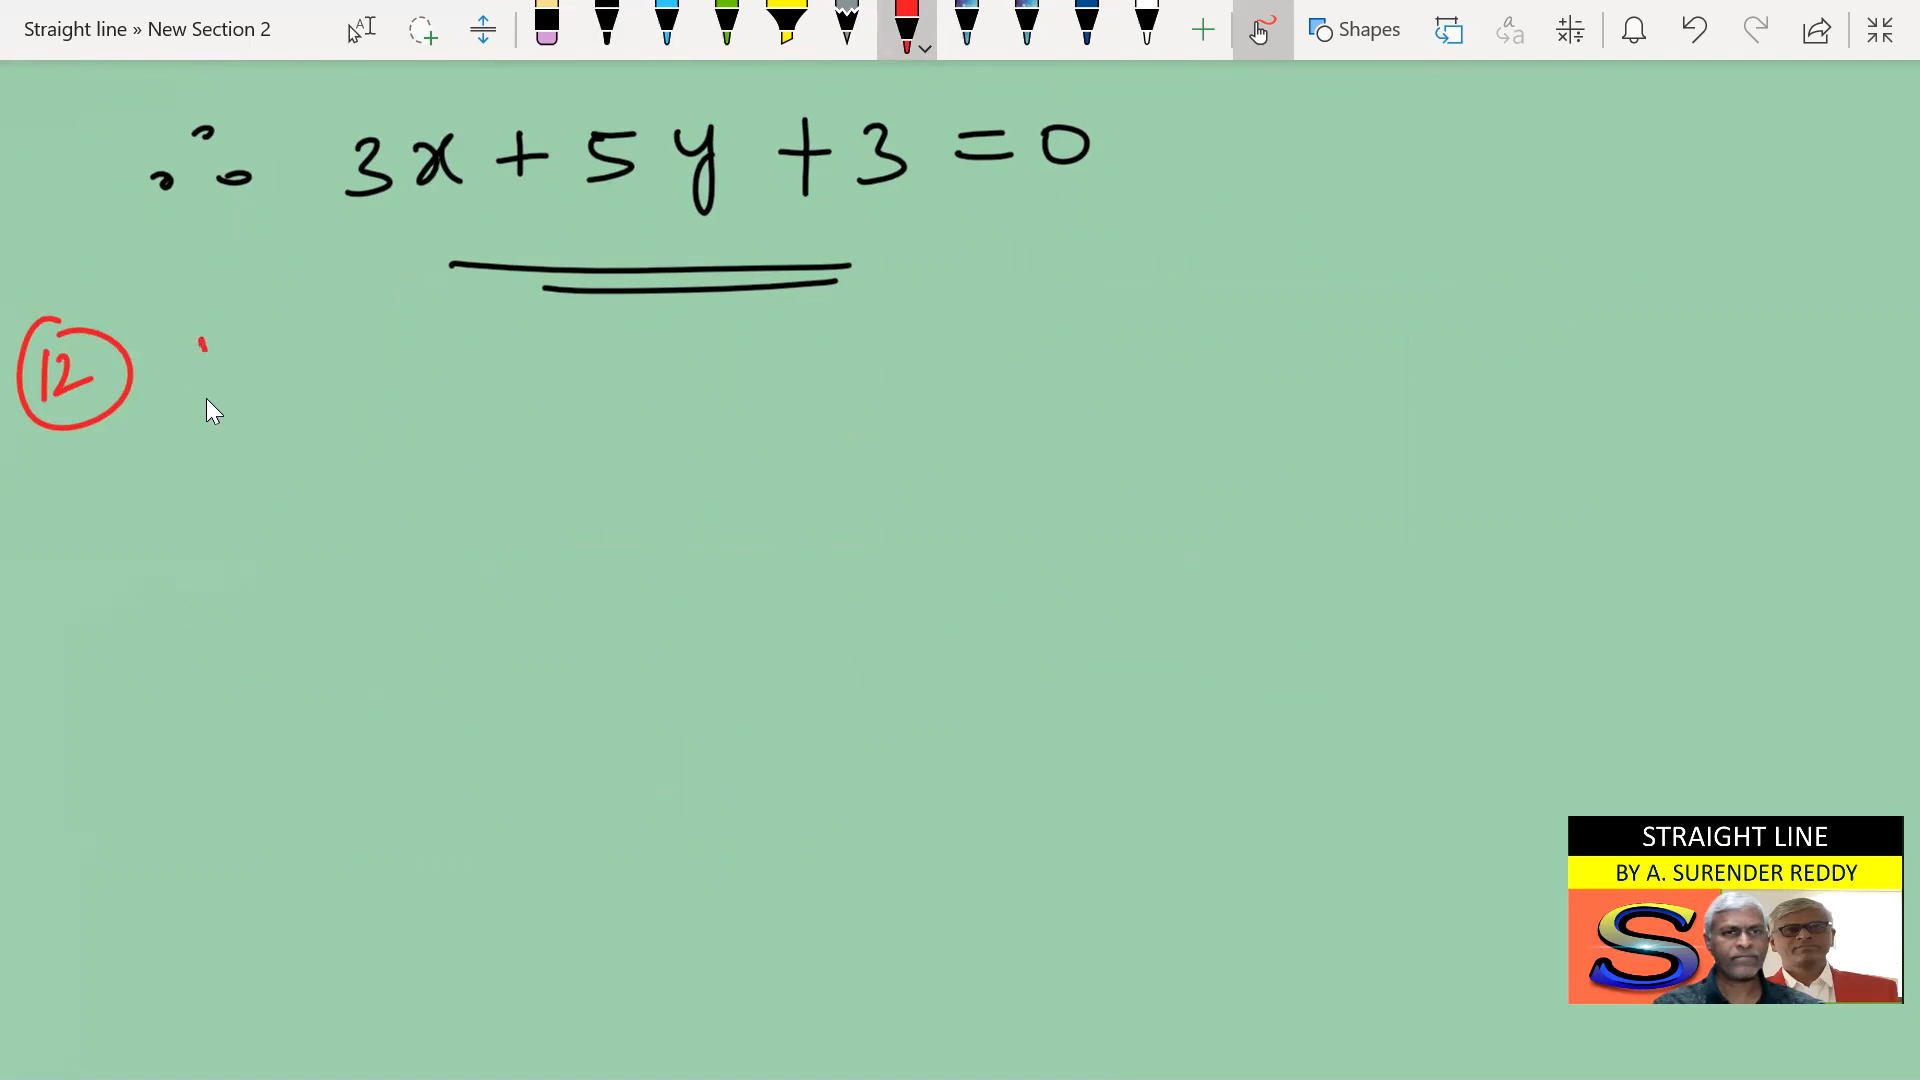 Straight line » New Section 2
Shapes
∴ 3x + 5y + 3 = 0
12
STRAIGHT LINE
BY A. SURENDER REDDY
S